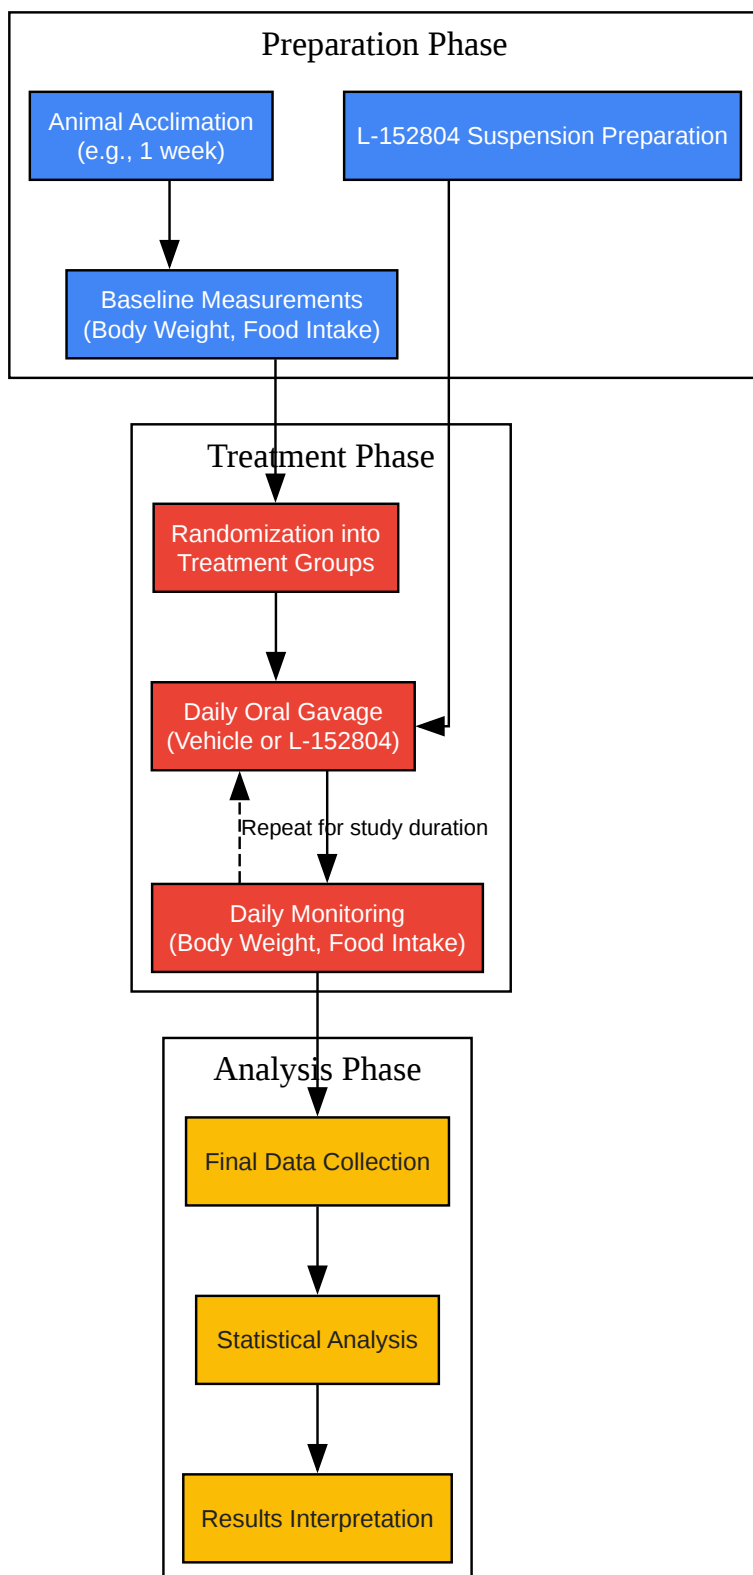 Preparation Phase
Animal Acclimation
(e.g., 1 week)
L-152804 Suspension Preparation
Baseline Measurements
(Body Weight, Food Intake)
Treatment Phase
Randomization into
Treatment Groups
Daily Oral Gavage
(Vehicle or L-152804)
Repeat for study duration
Daily Monitoring
(Body Weight, Food Intake)
Analysis Phase
Final Data Collection
Statistical Analysis
Results Interpretation